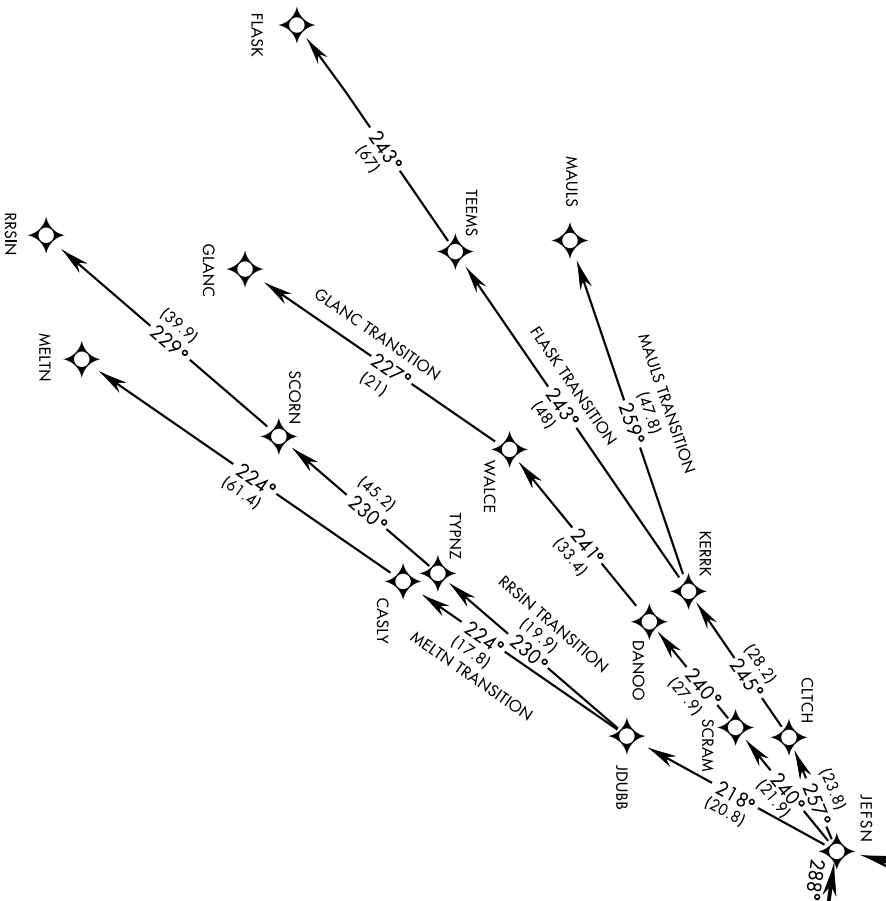 FLASK
243°
(67)
MAULS
TEEMS
RRSIN
GLANC
GLANC TRANSITION
227°
(21)
FLASK TRANSITION
243°
(48)
MAULS TRANSITION
(47.8)
259°
(39.9)
229°
MELTN
SCORN
WALCE
224°
(61.4)
(45.2)
230°
TYPNZ
241°
(33.4)
KERRK
CASLY
RRSIN TRANSITION
(19.9)
230°
224°
(17.8)
MELTN TRANSITION
DANOO
(28.2)
245°
240°
(27.9)
CLTCH
SCRAM
JDUBB
218°
(20.8)
240°
(21.9)
(23.8)
257°
JEFSN
288°